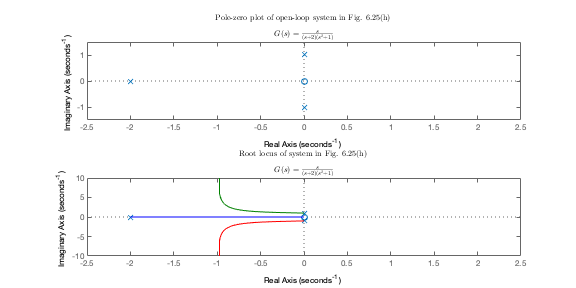 Pole-zero plot of open-loop system in Fig. 6.25(h)
G(s) = s/((s+2)(s²+1))
1
0
-1
-2.5 -2 -1.5 -1 -0.5 0 0.5 1 1.5 2 2.5
Imaginary Axis (seconds⁻¹)
Real Axis (seconds⁻¹)
Root locus of system in Fig. 6.25(h)
G(s) = s/((s+2)(s²+1))
10
5
0
-5
-10
-2.5 -2 -1.5 -1 -0.5 0 0.5 1 1.5 2 2.5
Imaginary Axis (seconds⁻¹)
Real Axis (seconds⁻¹)